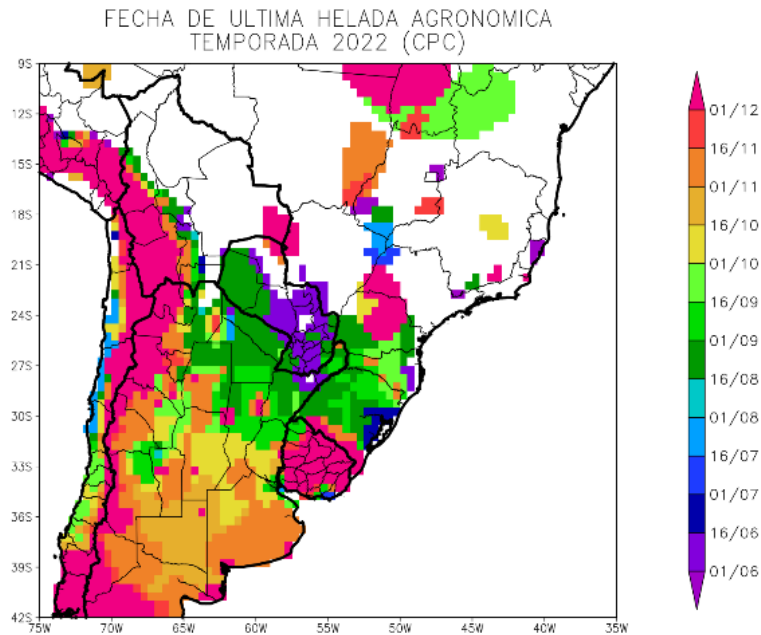 FECHA DE ULTIMA HELADA AGRONOMICA
TEMPORADA 2022 (CPC)
9S
12S
15S
18S
21S
24S
27S
30S
33S
36S
39S
42S
75W 70W 65W 60W 55W 50W 45W 40W 35W
01/12
16/11
01/11
16/10
01/10
16/09
01/09
16/08
01/08
16/07
01/07
16/06
01/06